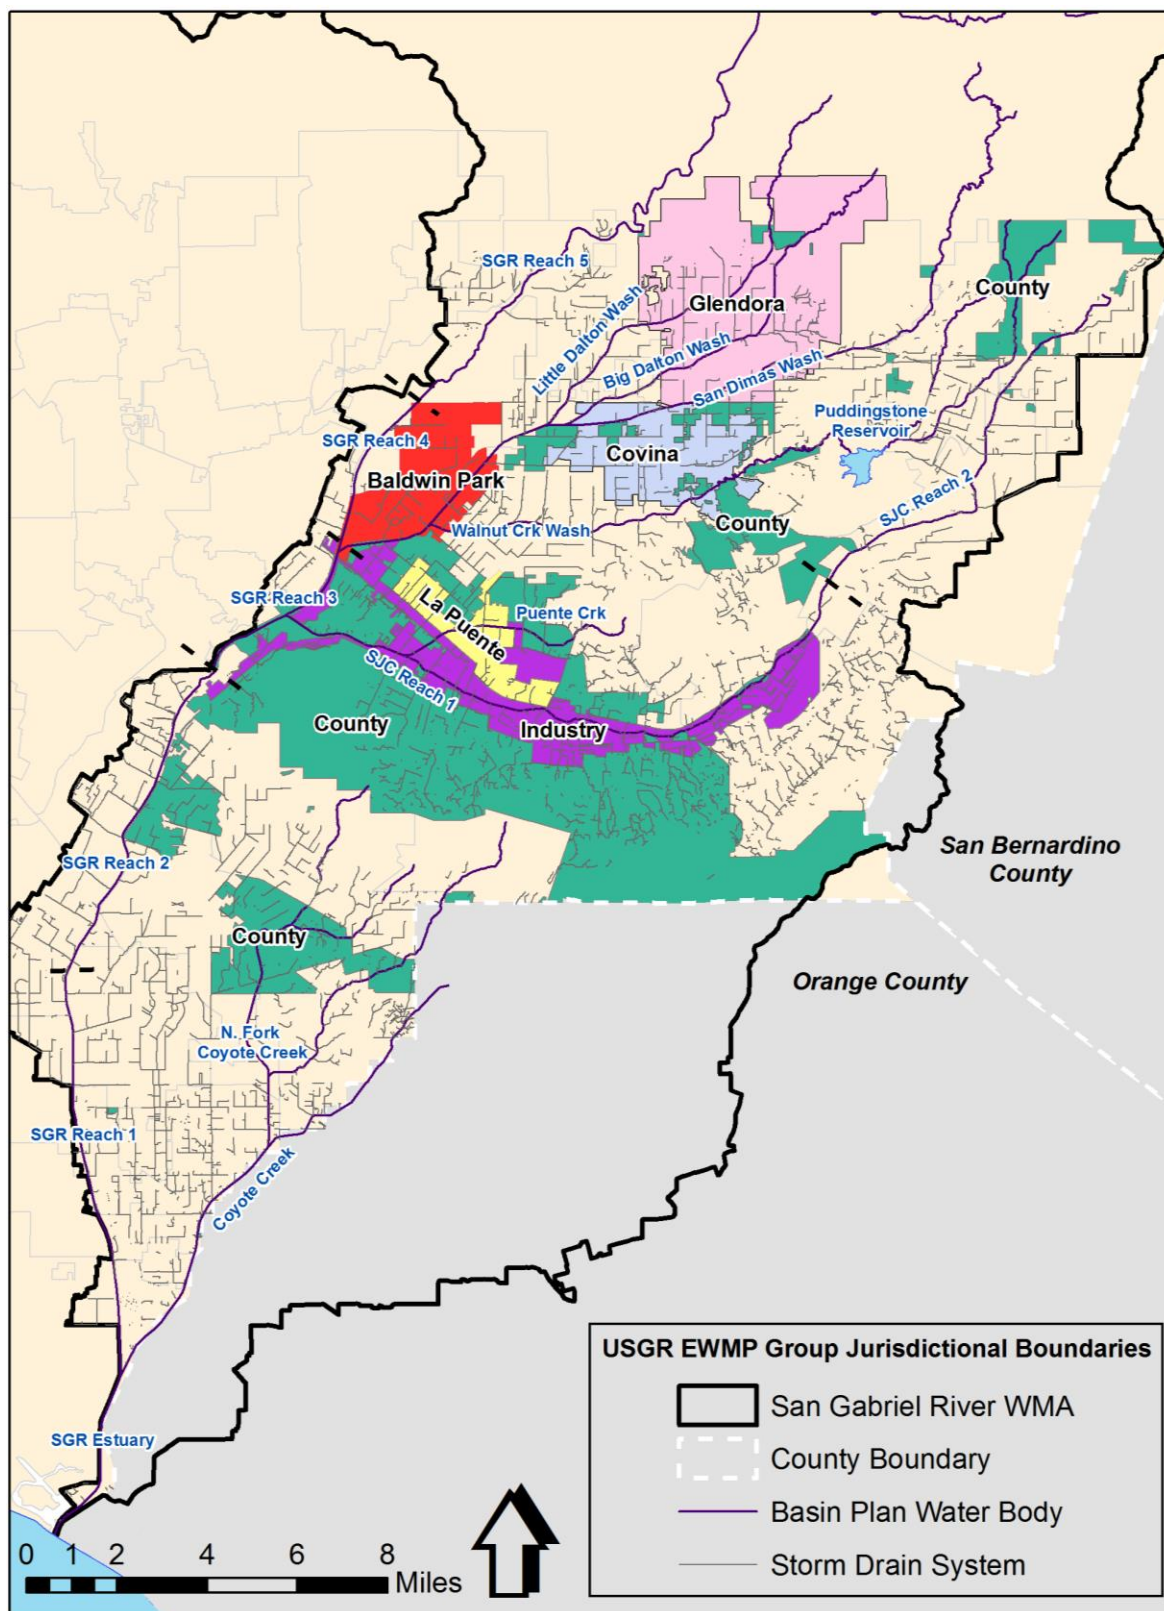 SGR Reach 5
Little Dalton Wash
Glendora
County
Big Dalton Wash
San Dimas Wash
SGR Reach 4
Puddingstone
Reservoir
Covina
Baldwin Park
SJC Reach 2
Walnut Crk Wash
County
SGR Reach 3
La Puente
Puente Crk
SJC Reach 1
County
Industry
SGR Reach 2
San Bernardino
County
County
Orange County
N. Fork
Coyote Creek
SGR Reach 1
Coyote Creek
SGR Estuary
USGR EWMP Group Jurisdictional Boundaries
San Gabriel River WMA
County Boundary
Basin Plan Water Body
Storm Drain System
0 1 2 4 6 8
Miles